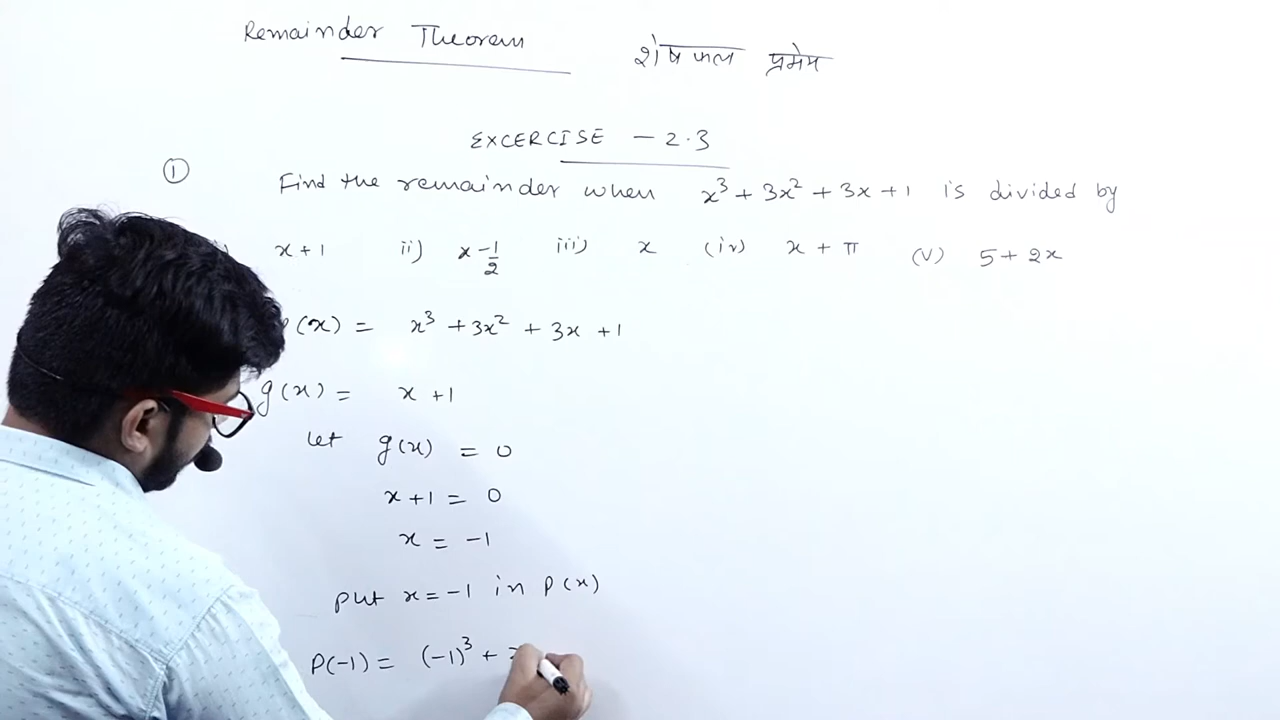 Remainder Theorem शेषफल प्रमेय
EXCERCISE - 2.3
①
Find the remainder when x³ + 3x² + 3x + 1 is divided by
x + 1 ii) x - 1/2 iii) x (iv) x + π (v) 5 + 2x
(x) = x³ + 3x² + 3x + 1
g(x) = x + 1
let g(x) = 0
x + 1 = 0
x = -1
put x = -1 in P(x)
P(-1) = (-1)³ +